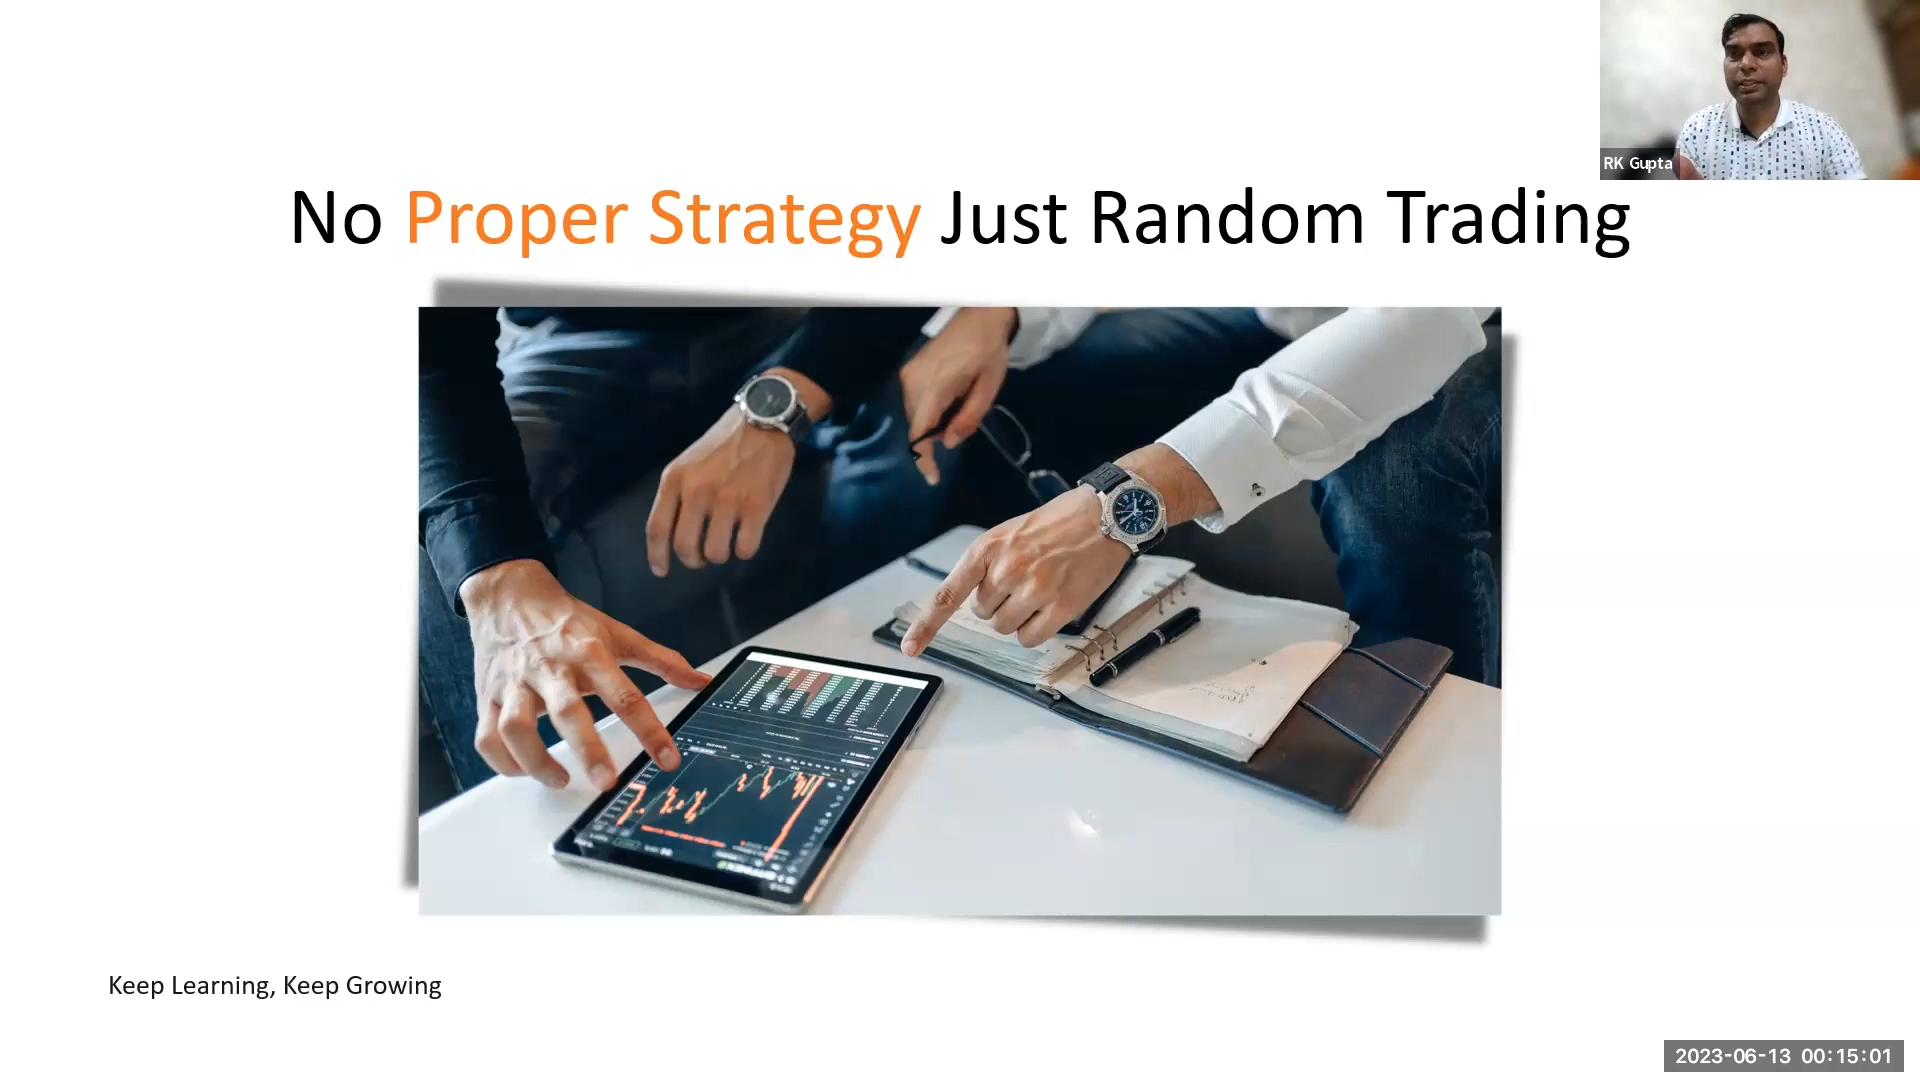 RK Gupta
No Proper Strategy Just Random Trading
Keep Learning, Keep Growing
2023-06-13 00:15:01